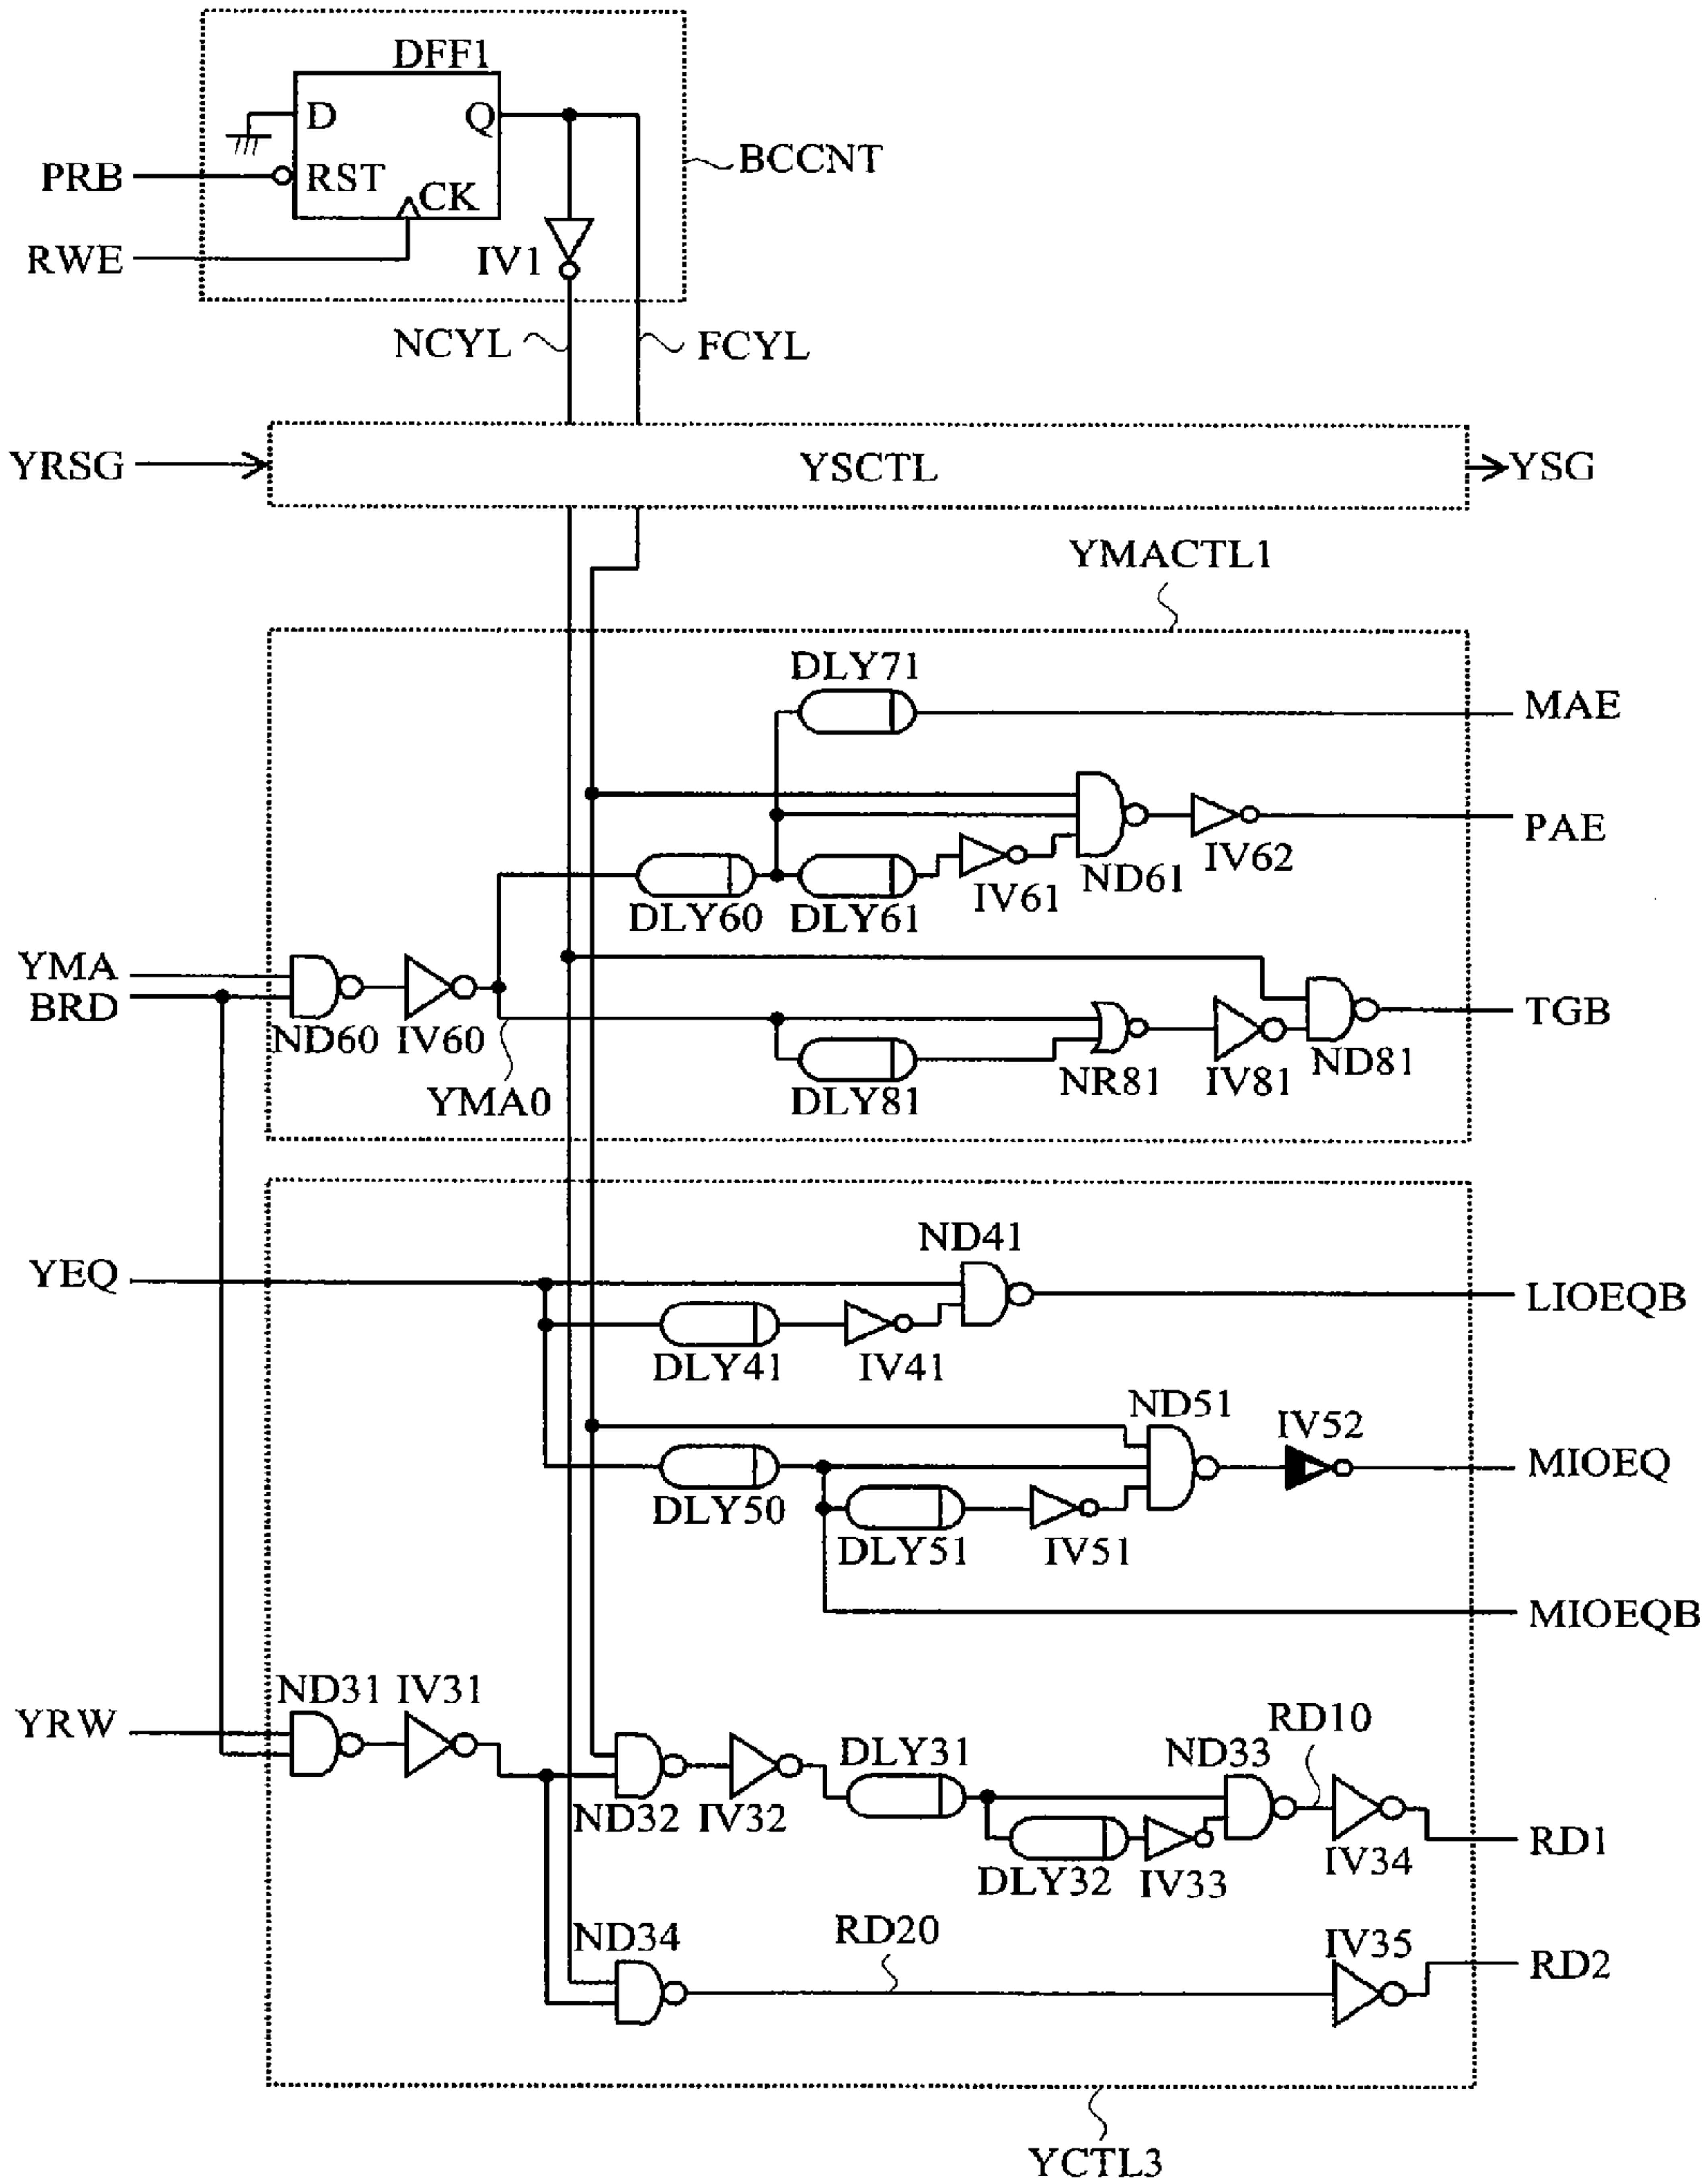 DFF1
D
Q
PRB
RST
CK
BCCNT
RWE
IV1
NCYL
FCYL
YRSG
YSCTL
YSG
YMACTL1
DLY71
MAE
PAE
IV62
ND61
IV61
DLY60
DLY61
YMA
BRD
TGB
ND60
IV60
NR81
IV81
ND81
YMA0
DLY81
ND41
YEQ
LIOEQB
DLY41
IV41
ND51
IV52
MIOEQ
DLY50
DLY51
IV51
MIOEQB
ND31
IV31
YRW
RD10
DLY31
ND33
ND32
IV32
RD1
IV34
DLY32
IV33
ND34
RD20
IV35
RD2
YCTL3